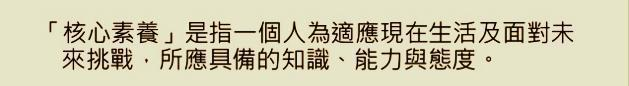 「核心素養」是指一個人為適應現在生活及面對未
來挑戰，所應具備的知識、能力與態度。